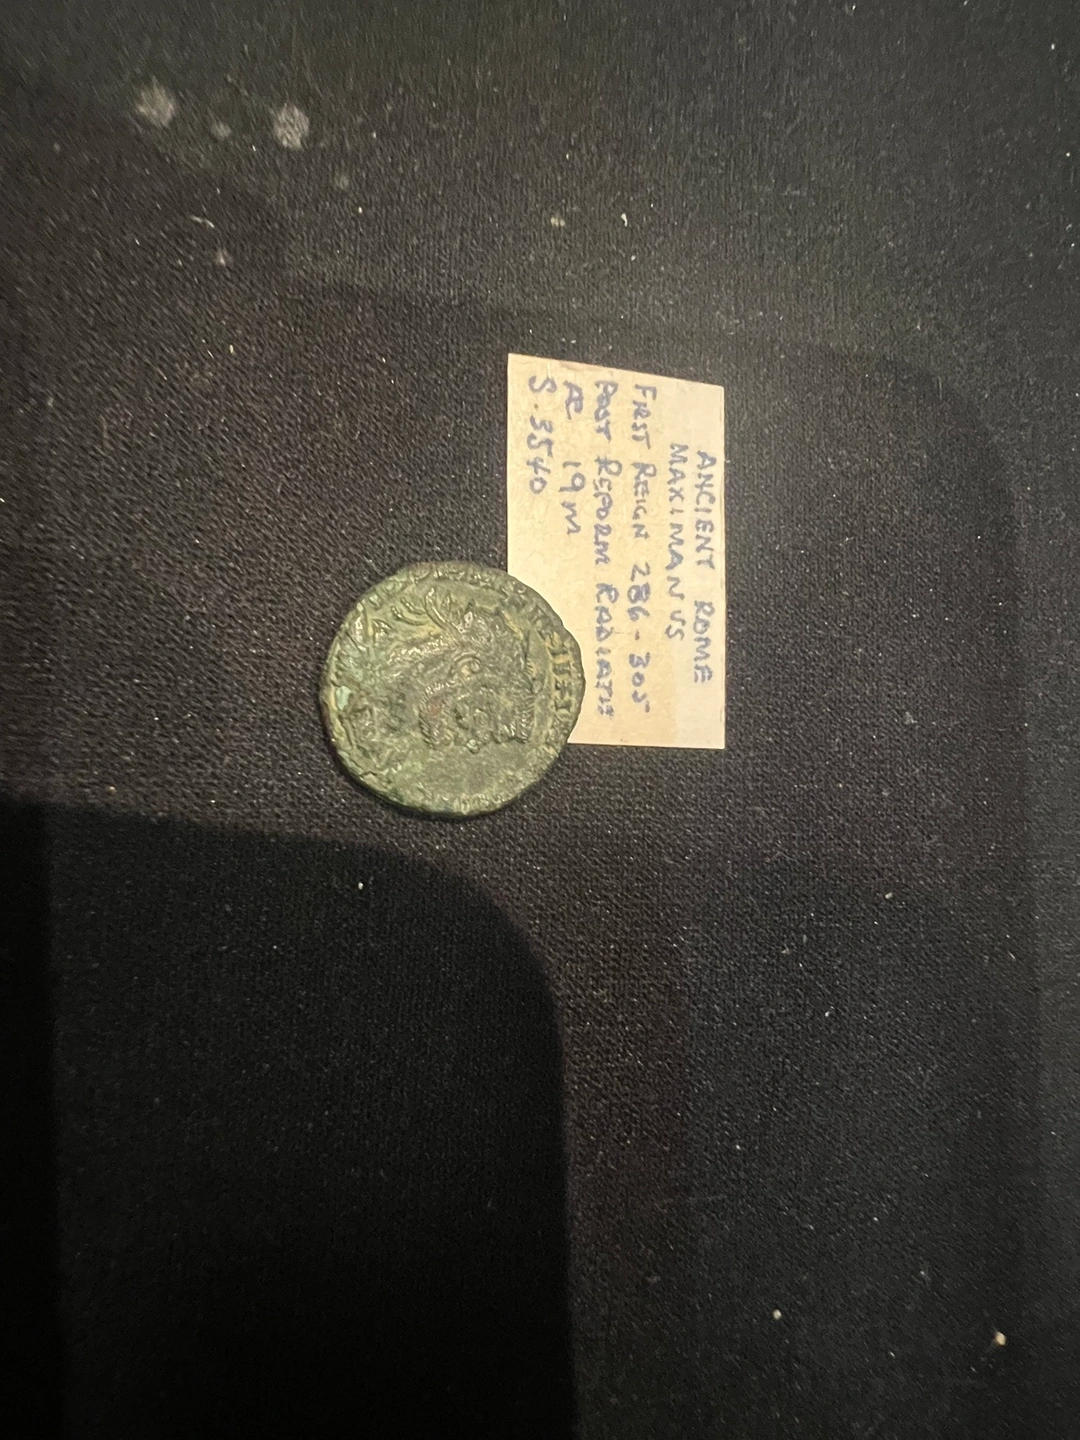 ANCIENT ROME
MAXIMANUS
FIRST REIGN 286-305
POST REFORM RADIATE
Æ 19M
S.3540